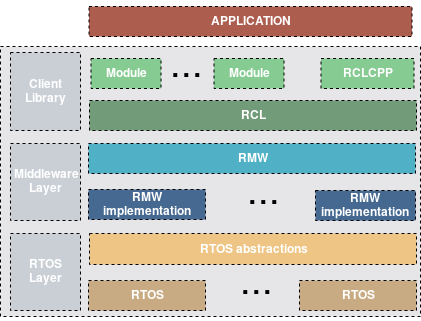 APPLICATION
Client
Library
Module
...
Module
RCLCPP
RCL
Middleware
Layer
RMW
RMW
implementation
...
RMW
implementation
RTOS
Layer
RTOS abstractions
RTOS
...
RTOS